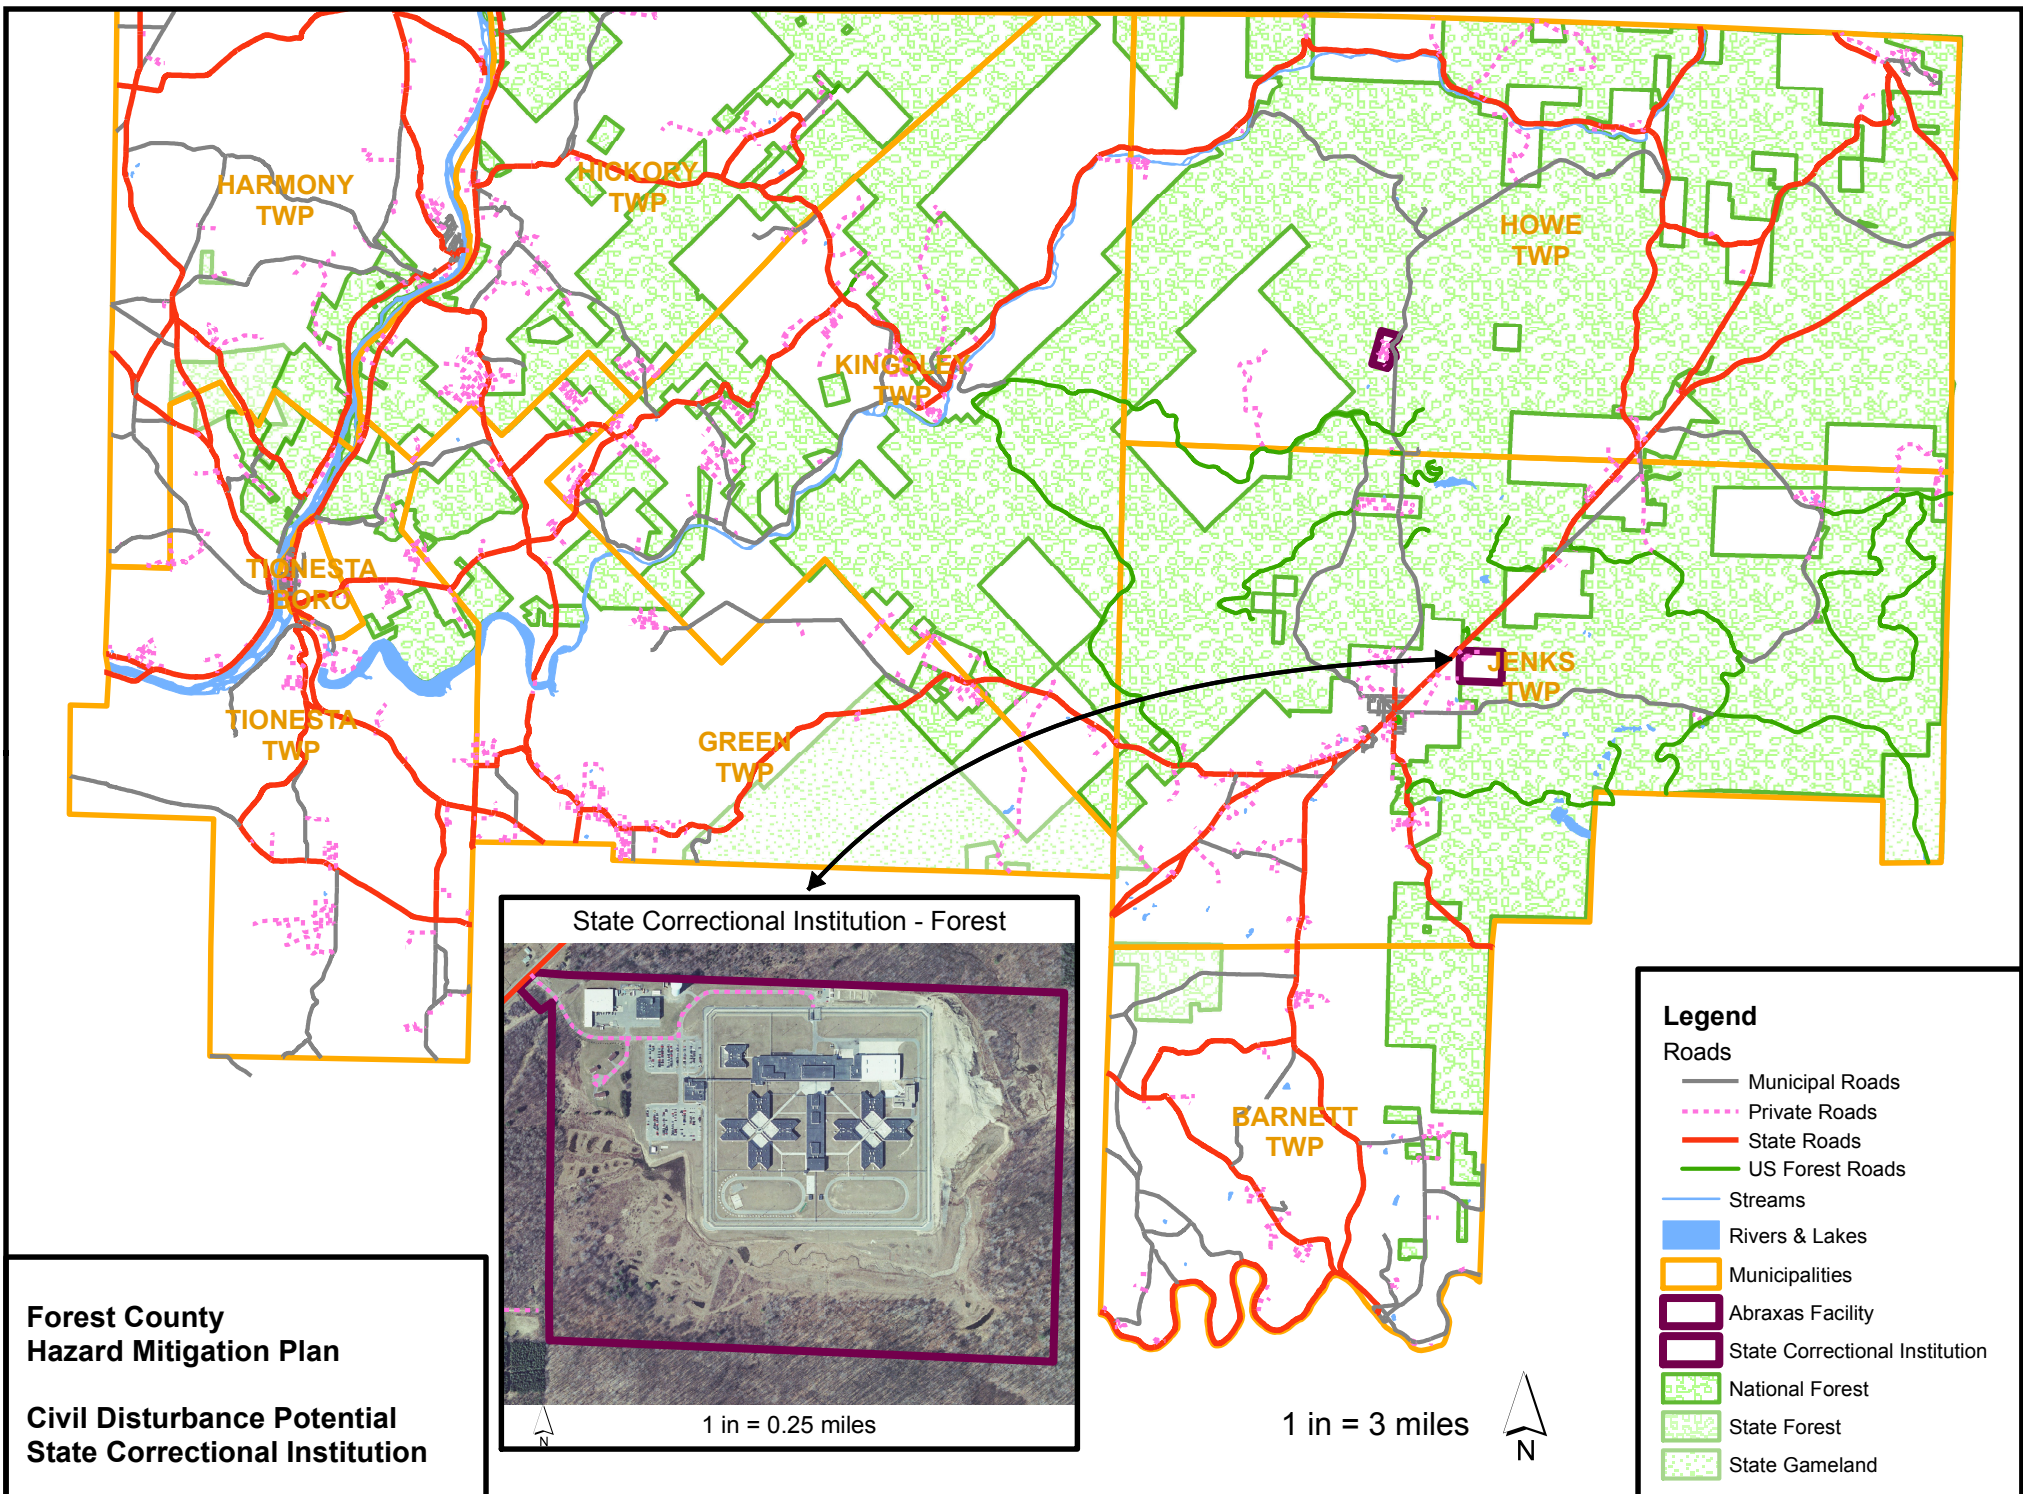 HARMONY
TWP
HICKORY
TWP
HOWE
TWP
KINGSLEY
TWP
TIONESTA
BORO
JENKS
TWP
TIONESTA
TWP
GREEN
TWP
BARNETT
TWP
State Correctional Institution - Forest
N
1 in = 0.25 miles
1 in = 3 miles
N
Forest County
Hazard Mitigation Plan
Civil Disturbance Potential
State Correctional Institution
Legend
Roads
Municipal Roads
Private Roads
State Roads
US Forest Roads
Streams
Rivers & Lakes
Municipalities
Abraxas Facility
State Correctional Institution
National Forest
State Forest
State Gameland